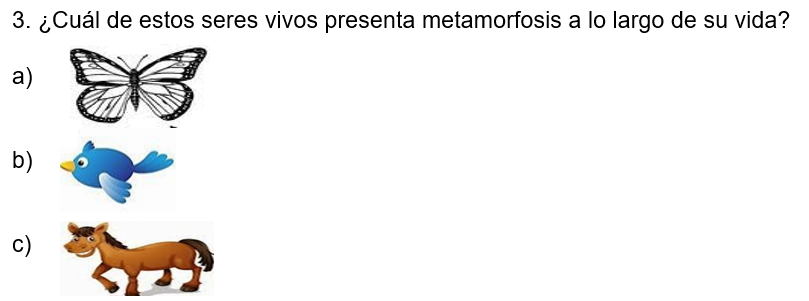 3. ¿Cuál de estos seres vivos presenta metamorfosis a lo largo de su vida?
a)
b)
c)